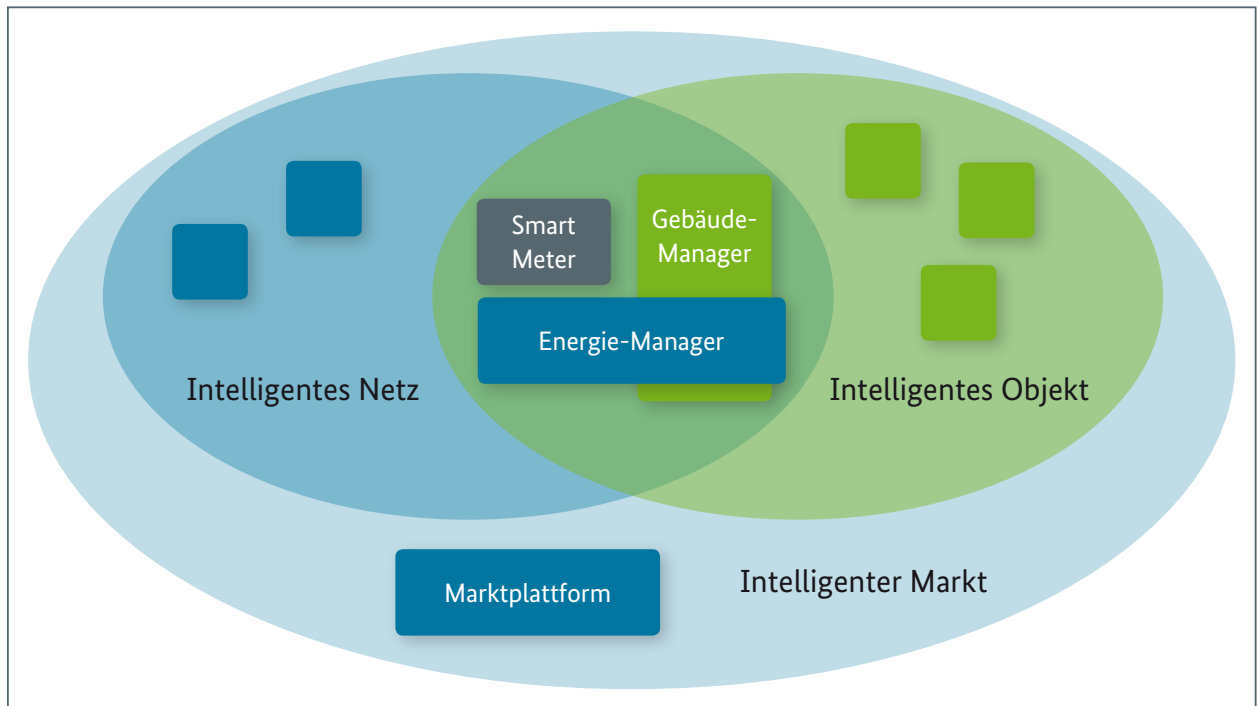 Smart
Meter
Gebäude-
Manager
Energie-Manager
Intelligentes Netz
Intelligentes Objekt
Marktplattform
Intelligenter Markt